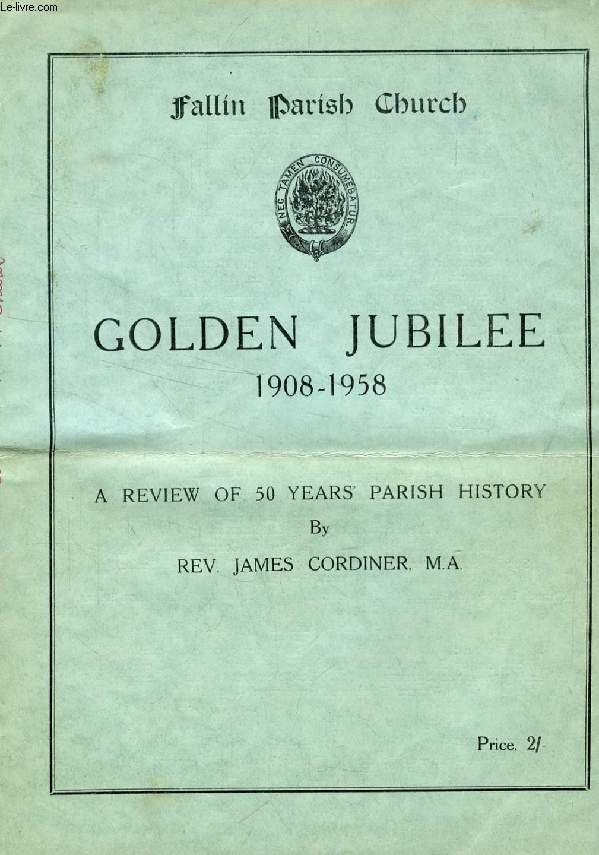 Le-livre.com
Fallin Parish Church
NEC TAMEN CONSUMEBATUR
GOLDEN JUBILEE
1908-1958
A REVIEW OF 50 YEARS' PARISH HISTORY
By
REV. JAMES CORDINER, M.A.
Price, 2/-